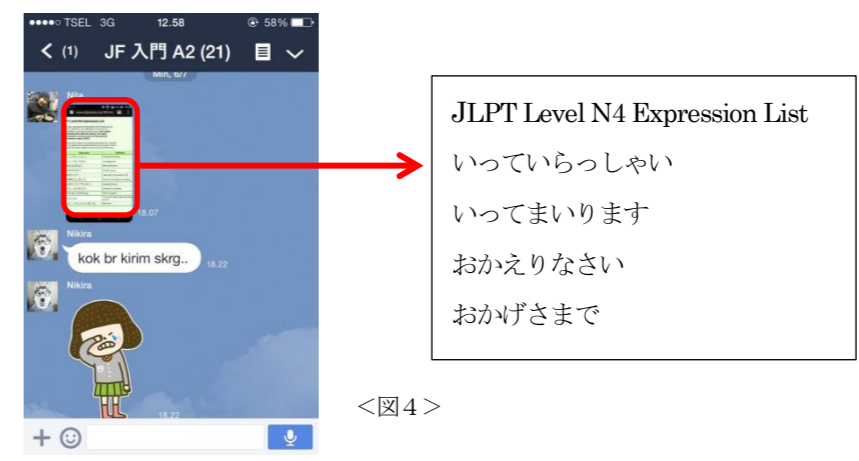 TSEL 3G 12.58 58%
(1) JF 入門 A2 (21)
Min, 6/7
Nila
18.07
Nikira
kok br kirim skrg..
18.22
Nikira
18.22
JLPT Level N4 Expression List
いっていらっしゃい
いってまいります
おかえりなさい
おかげさまで
＜図４＞